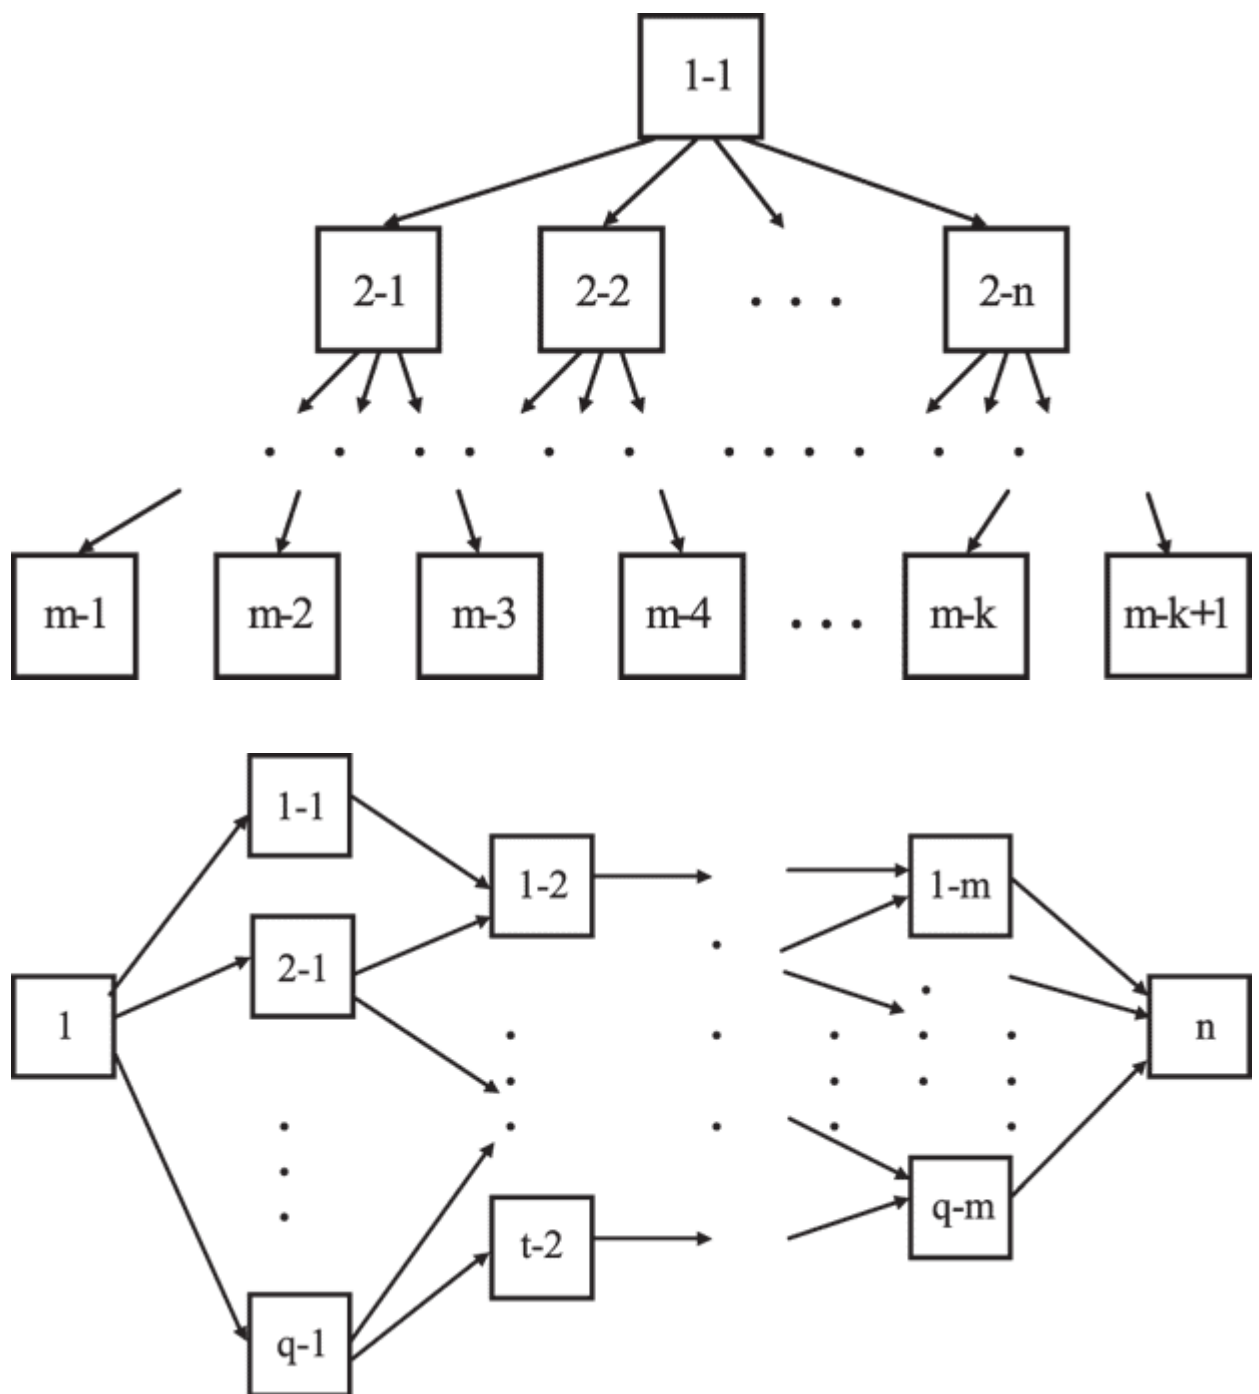 1-1
2-1 2-2 . . . 2-n
m-1 m-2 m-3 m-4 . . . m-k m-k+1
1-1
1-2 1-m
2-1
1 n
t-2 q-m
q-1